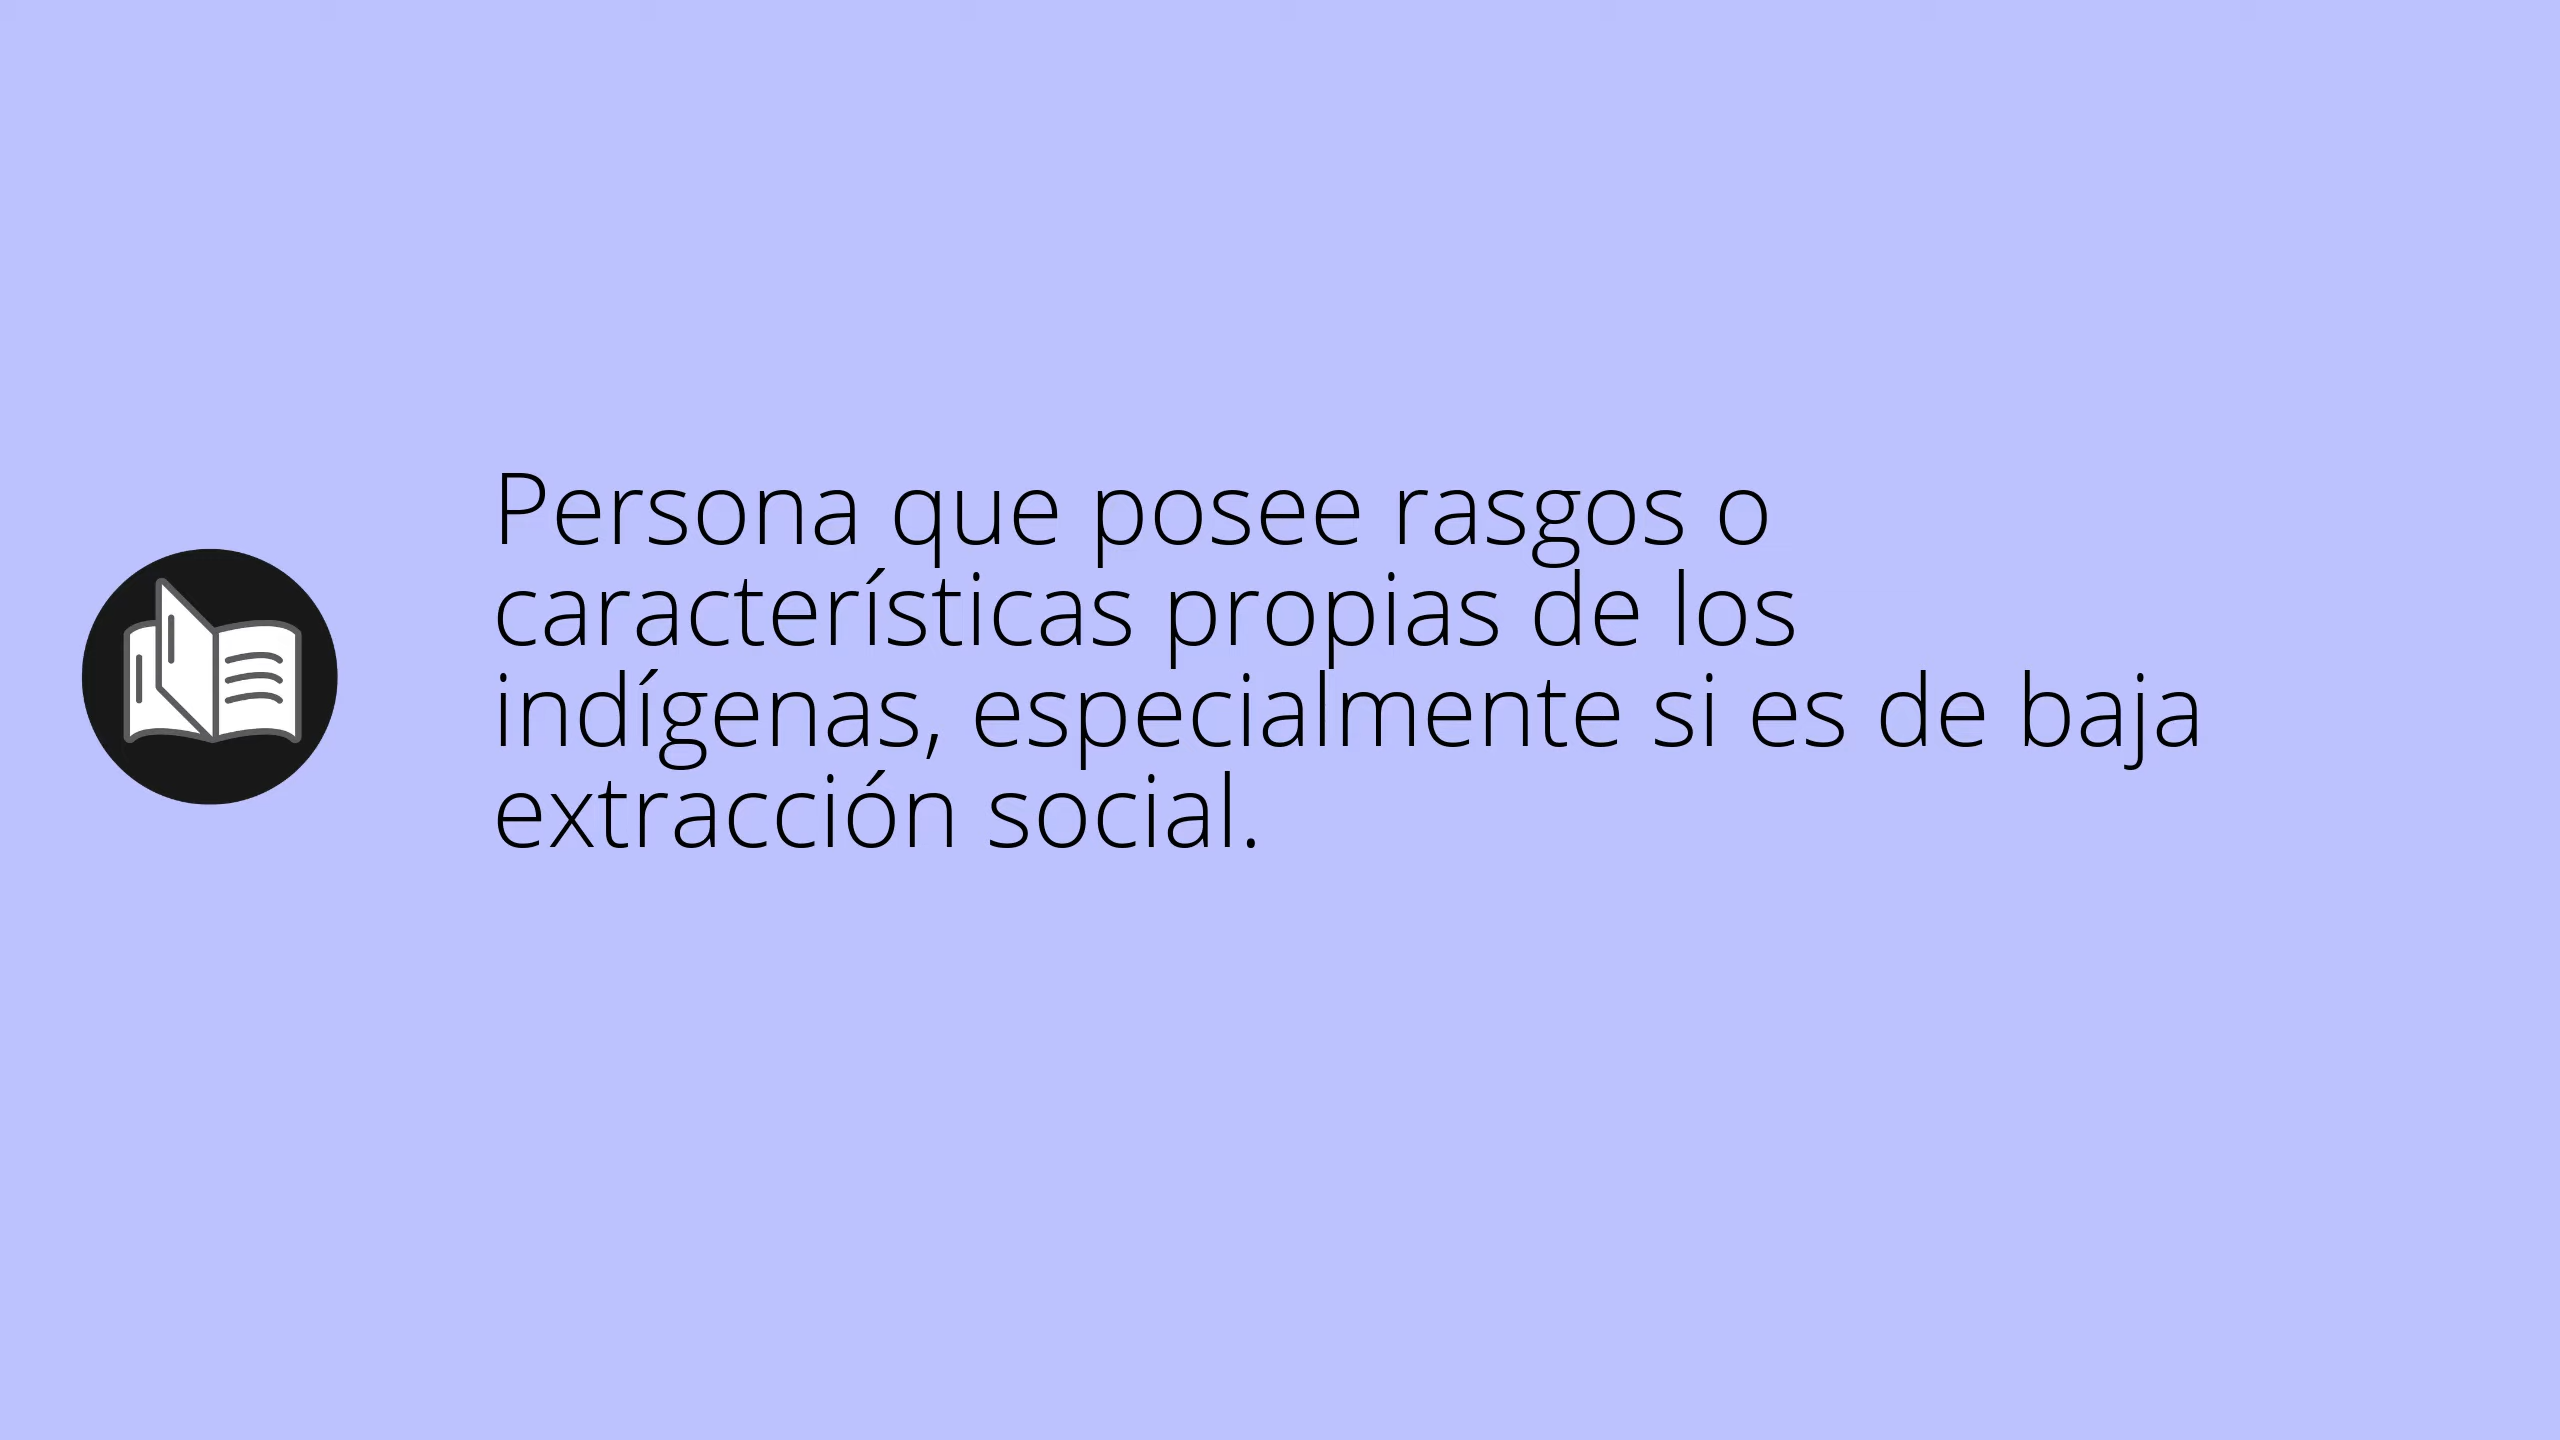 Persona que posee rasgos o
características propias de los
indígenas, especialmente si es de baja
extracción social.